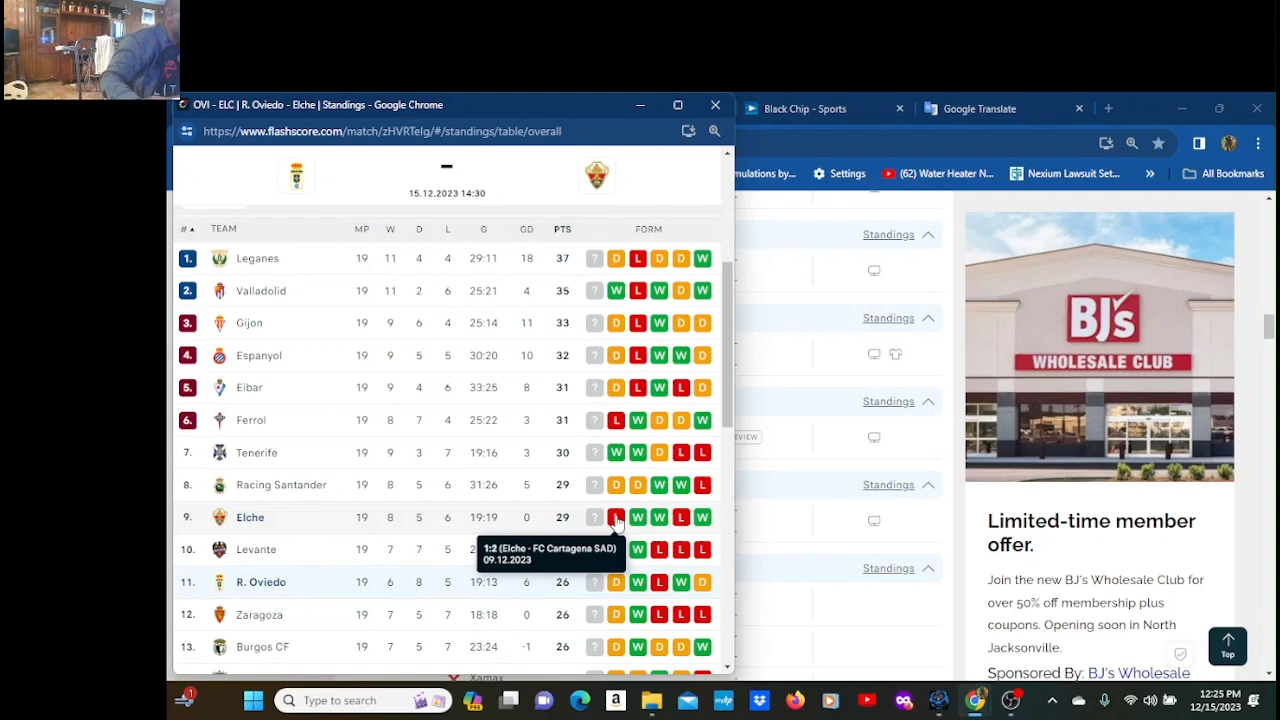 OVI - ELC | R. Oviedo - Elche | Standings - Google Chrome
https://www.flashscore.com/match/zHVRTelg/#/standings/table/overall
-
15.12.2023 14:30
# TEAM MP W D L G GD PTS FORM
1. Leganes 19 11 4 4 29:11 18 37 ? D L D D W
2. Valladolid 19 11 2 6 25:21 4 35 ? W L W D W
3. Gijon 19 9 6 4 25:14 11 33 ? D L W D D
4. Espanyol 19 9 5 5 30:20 10 32 ? D L W W D
5. Eibar 19 9 4 6 33:25 8 31 ? D L W L D
6. Ferrol 19 8 7 4 25:22 3 31 ? L W D D W
7. Tenerife 19 9 3 7 19:16 3 30 ? W W D L L
8. Racing Santander 19 8 5 6 31:26 5 29 ? D D W W L
9. Elche 19 8 5 6 19:19 0 29 ? L W W L W
10. Levante 19 7 7 5 W L L L
1:2 (Elche - FC Cartagena SAD)
09.12.2023
11. R. Oviedo 19 6 8 5 19:13 6 26 ? D W L W D
12. Zaragoza 19 7 5 7 18:18 0 26 ? D W L L L
13. Burgos CF 19 7 5 7 23:24 -1 26 ? D W D D W
Xamax
Black Chip - Sports
Google Translate
mulations by...
Settings
(62) Water Heater N...
Nexium Lawsuit Set...
»
All Bookmarks
Standings
Standings
Standings
EVIEW
Standings
Standings
BJ's
WHOLESALE CLUB
Limited-time member
offer.
Join the new BJ's Wholesale Club for
over 50% off membership plus
coupons. Opening soon in North
Jacksonville.
Sponsored By: BJ's Wholesale
Top
1
Type to search
12:25 PM
12/15/2023